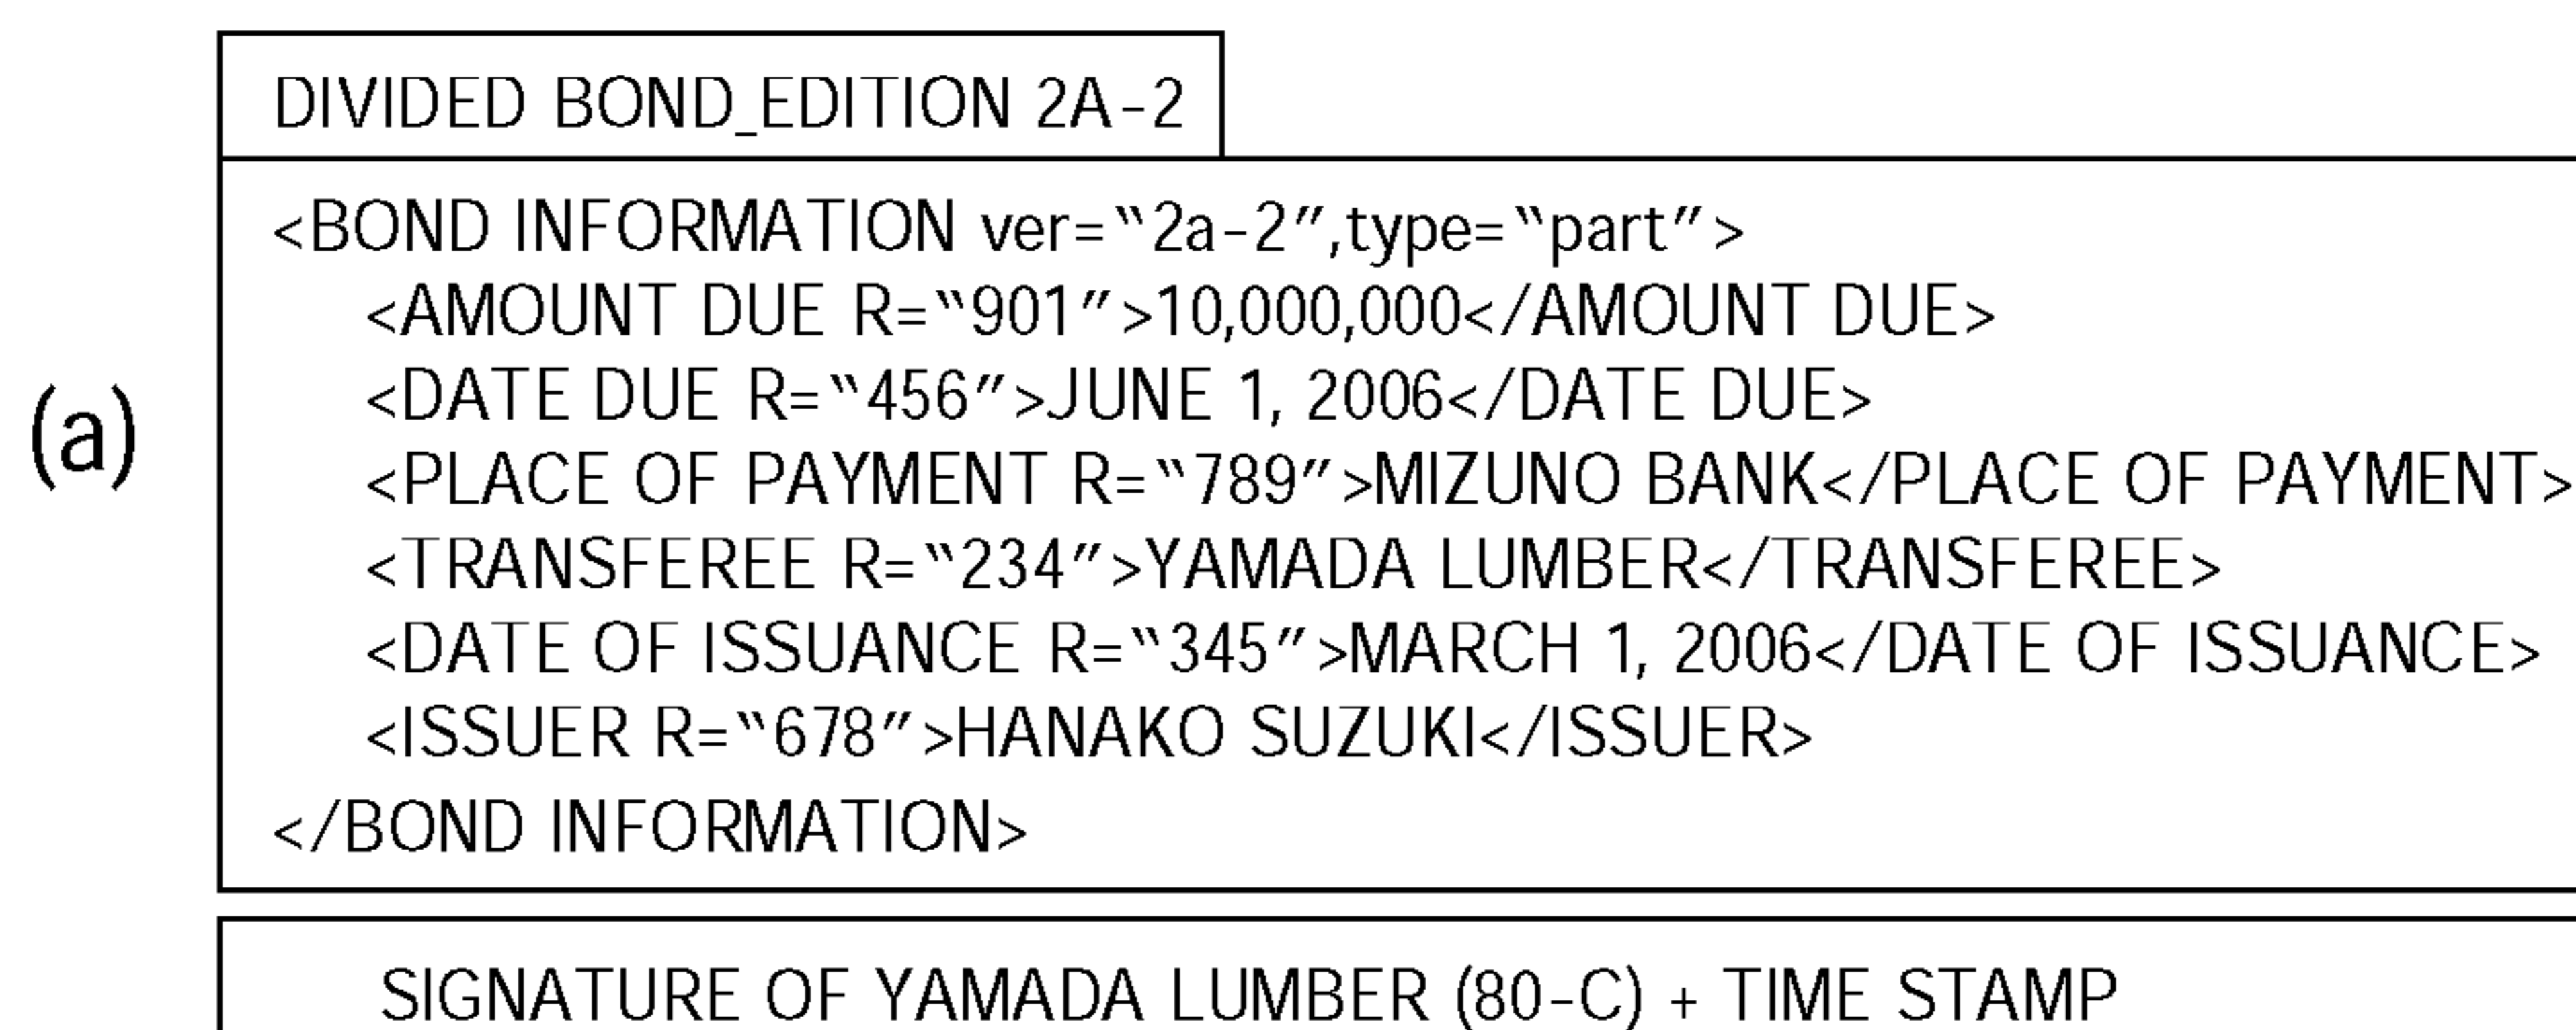 DIVIDED BOND_EDITION 2A-2
<BOND INFORMATION ver="2a-2",type="part">
<AMOUNT DUE R="901">10,000,000</AMOUNT DUE>
<DATE DUE R="456">JUNE 1, 2006</DATE DUE>
(a)
<PLACE OF PAYMENT R="789">MIZUNO BANK</PLACE OF PAYMENT>
<TRANSFEREE R="234">YAMADA LUMBER</TRANSFEREE>
<DATE OF ISSUANCE R="345">MARCH 1, 2006</DATE OF ISSUANCE>
<ISSUER R="678">HANAKO SUZUKI</ISSUER>
</BOND INFORMATION>
SIGNATURE OF YAMADA LUMBER (80-C) + TIME STAMP